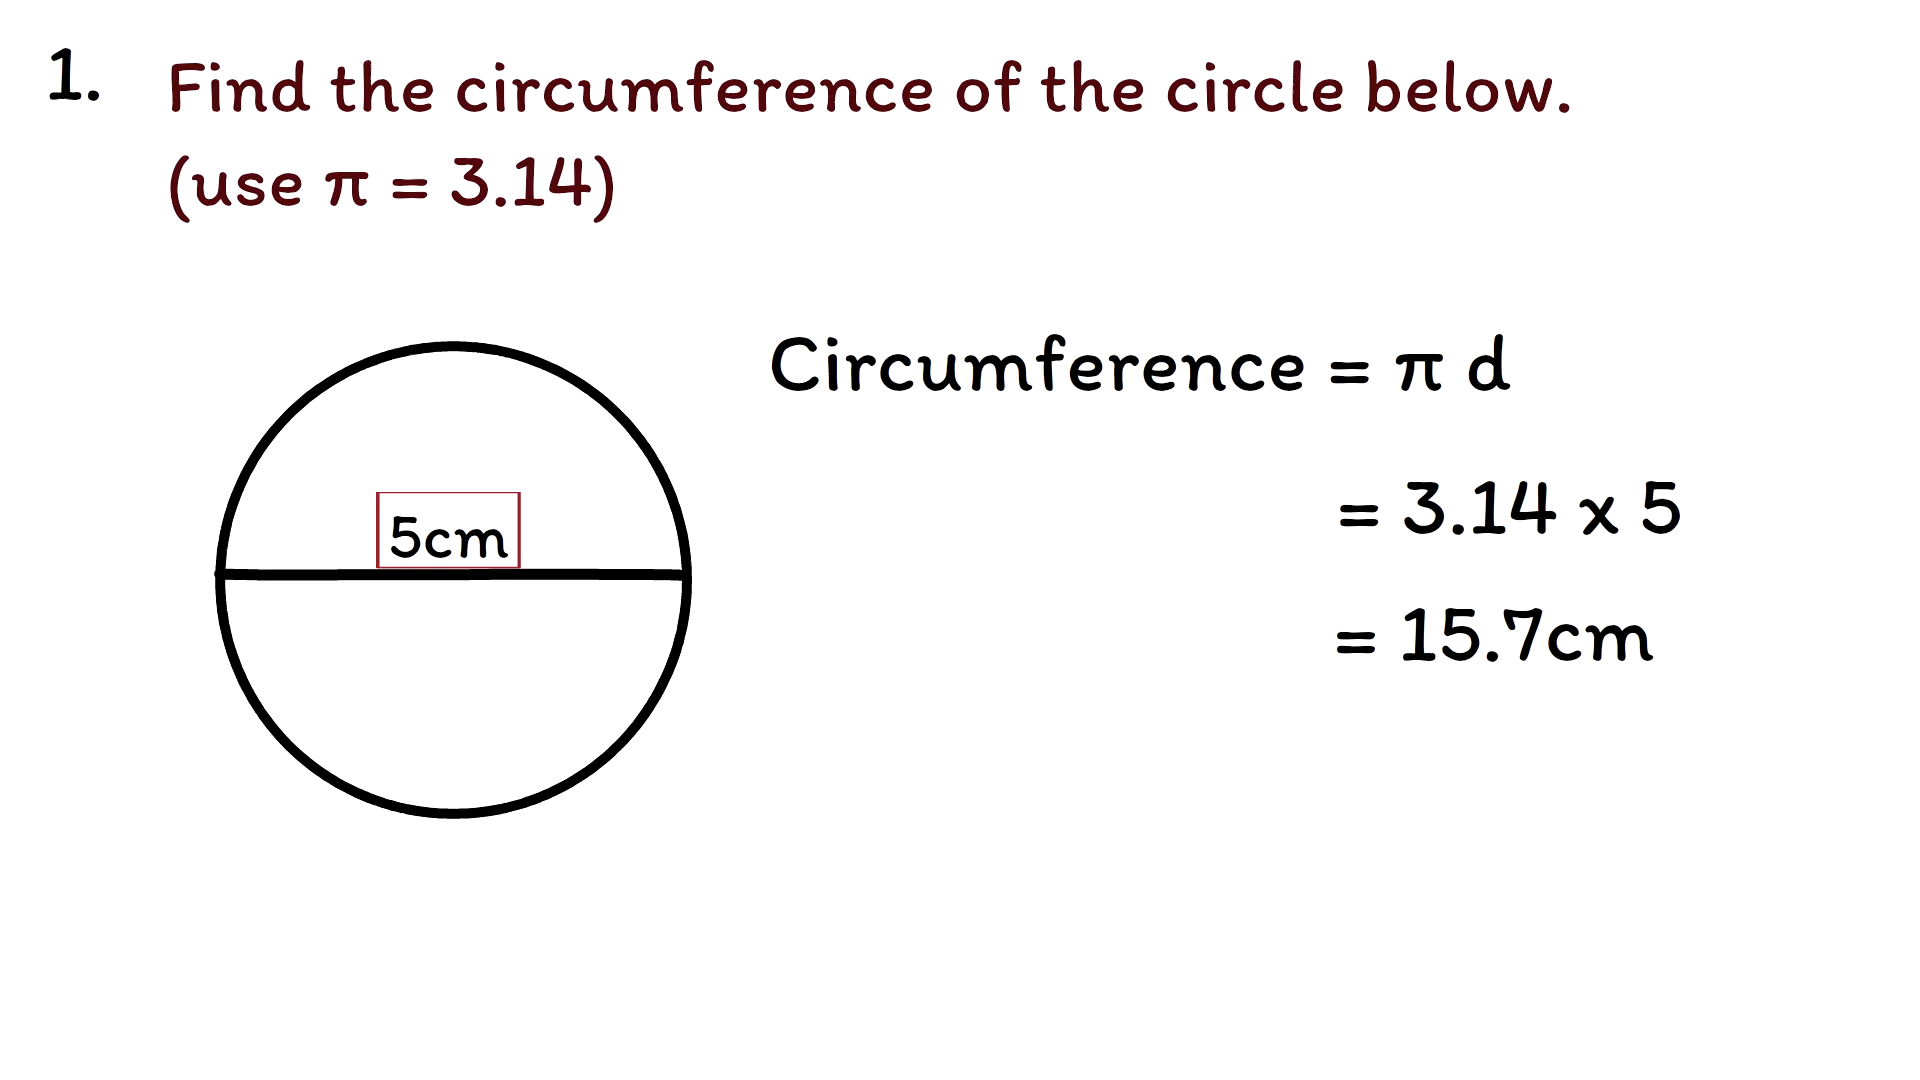 1. Find the circumference of the circle below.
(use π = 3.14)
Circumference = π d
5cm
= 3.14 x 5
= 15.7cm